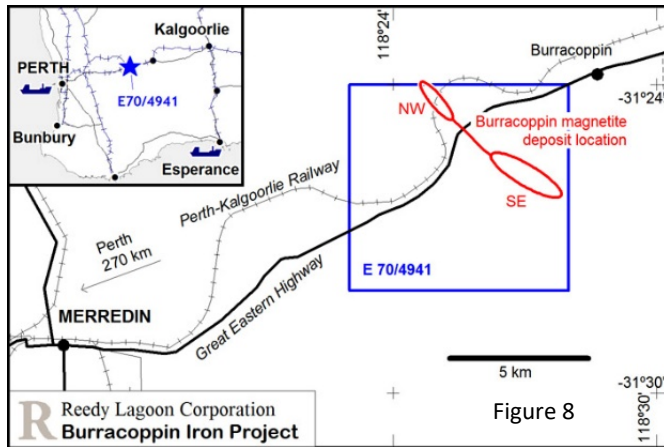 Kalgoorlie
PERTH
E70/4941
Bunbury
Esperance
118°24'
Burracoppin
-31°24'
NW
Burracoppin magnetite
deposit location
SE
Perth-Kalgoorlie Railway
Perth
270 km
Great Eastern Highway
E 70/4941
MERREDIN
5 km
-31°30'
118°30'
Figure 8
R Reedy Lagoon Corporation
Burracoppin Iron Project